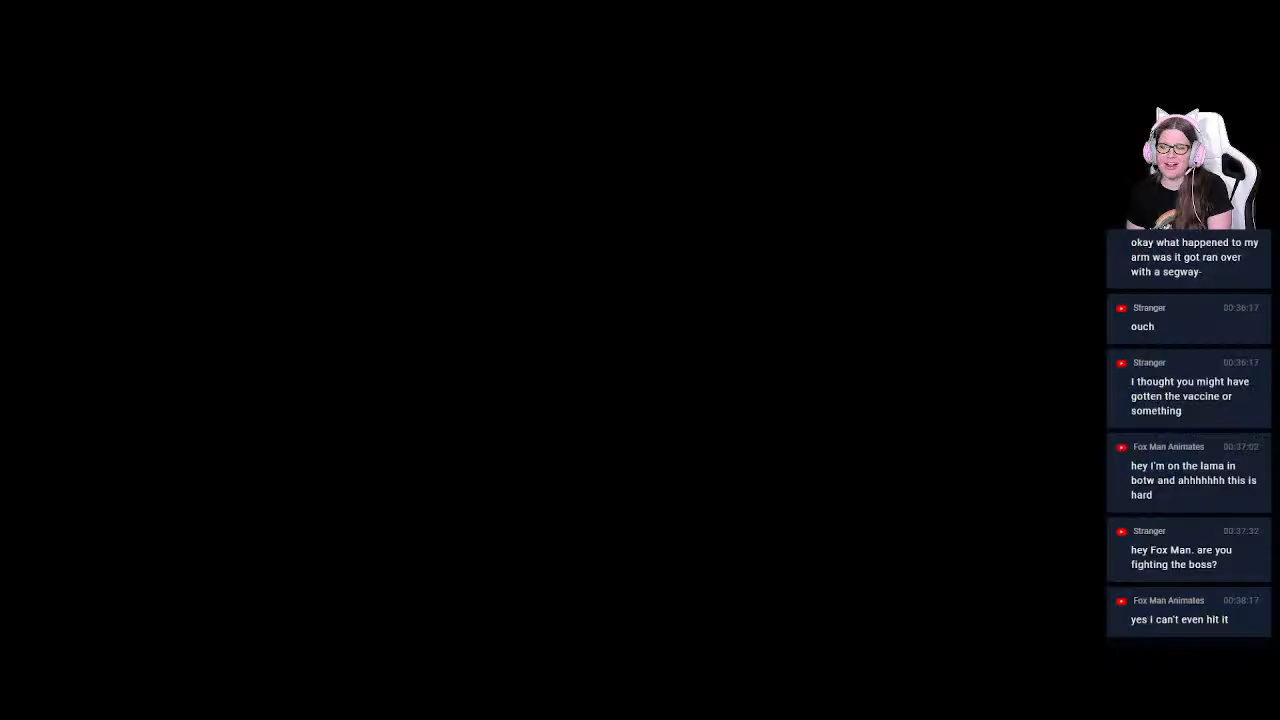 okay what happened to my
arm was it got ran over
with a segway-
Stranger 00:36:17
ouch
Stranger 00:36:17
I thought you might have
gotten the vaccine or
something
Fox Man Animates 00:37:02
hey I'm on the lama in
botw and ahhhhhhh this is
hard
Stranger 00:37:32
hey Fox Man. are you
fighting the boss?
Fox Man Animates 00:38:17
yes i can't even hit it